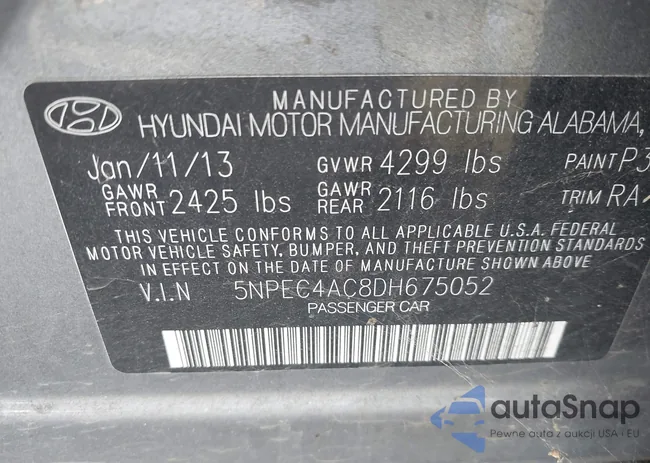 MANUFACTURED BY
HYUNDAI MOTOR MANUFACTURING ALABAMA,
Jan/11/13 GVWR 4299 lbs PAINT P3
GAWR FRONT 2425 lbs GAWR REAR 2116 lbs TRIM RA
THIS VEHICLE CONFORMS TO ALL APPLICABLE U.S.A. FEDERAL
MOTOR VEHICLE SAFETY, BUMPER, AND THEFT PREVENTION STANDARDS
IN EFFECT ON THE DATE OF MANUFACTURE SHOWN ABOVE
V.I.N 5NPEC4AC8DH675052
PASSENGER CAR
autoSnap
Pewne auta z aukcji USA i EU